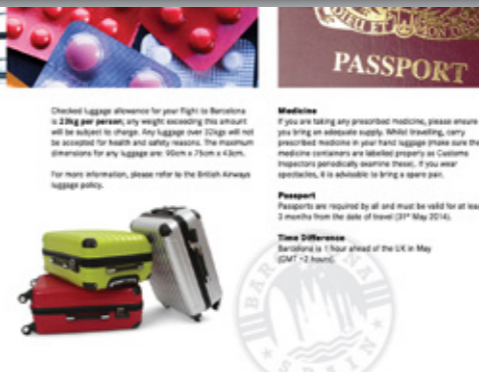 DIEU ET MON
PASSPORT
Checked luggage allowance for your flight to Barcelona
is 23kg per person; any weight exceeding this amount
will be subject to charge. Any luggage over 32kgs will not
be accepted for health and safety reasons. The maximum
dimensions for any luggage are: 90cm x 75cm x 43cm.
For more information, please refer to the British Airways
luggage policy.
Medicine
If you are taking any prescribed medicine, please ensure
you bring an adequate supply. Whilst travelling, carry
prescribed medicine in your hand luggage (make sure the
medicine containers are labelled properly as Customs
Inspectors periodically examine these). If you wear
spectacles, it is advisable to bring a spare pair.
Passport
Passports are required by all and must be valid for at leas
3 months from the date of travel (31st May 2014).
Time Difference
Barcelona is 1 hour ahead of the UK in May
(GMT +2 hours).
BARCELONA
SPAIN